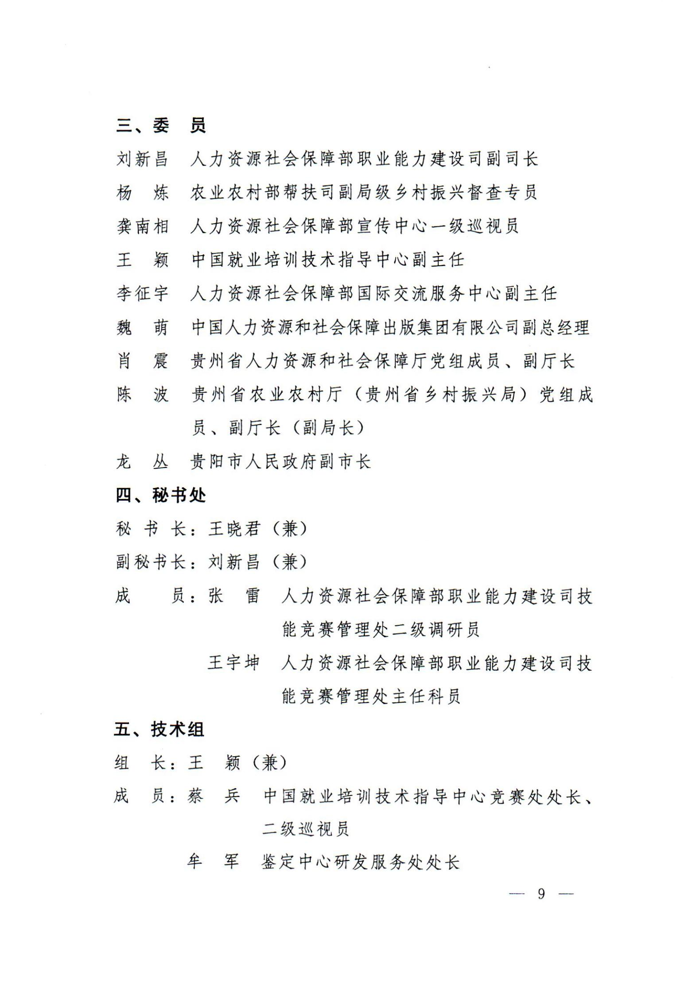 三、委　员
刘新昌　人力资源社会保障部职业能力建设司副司长
杨　炼　农业农村部帮扶司副局级乡村振兴督查专员
龚南相　人力资源社会保障部宣传中心一级巡视员
王　颖　中国就业培训技术指导中心副主任
李征宇　人力资源社会保障部国际交流服务中心副主任
魏　萌　中国人力资源和社会保障出版集团有限公司副总经理
肖　震　贵州省人力资源和社会保障厅党组成员、副厅长
陈　波　贵州省农业农村厅（贵州省乡村振兴局）党组成
员、副厅长（副局长）
龙　丛　贵阳市人民政府副市长
四、秘书处
秘 书 长：王晓君（兼）
副秘书长：刘新昌（兼）
成　　员：张　雷　人力资源社会保障部职业能力建设司技
能竞赛管理处二级调研员
王宇坤　人力资源社会保障部职业能力建设司技
能竞赛管理处主任科员
五、技术组
组　长：王　颖（兼）
成　员：蔡　兵　中国就业培训技术指导中心竞赛处处长、
二级巡视员
牟　军　鉴定中心研发服务处处长
— 9 —